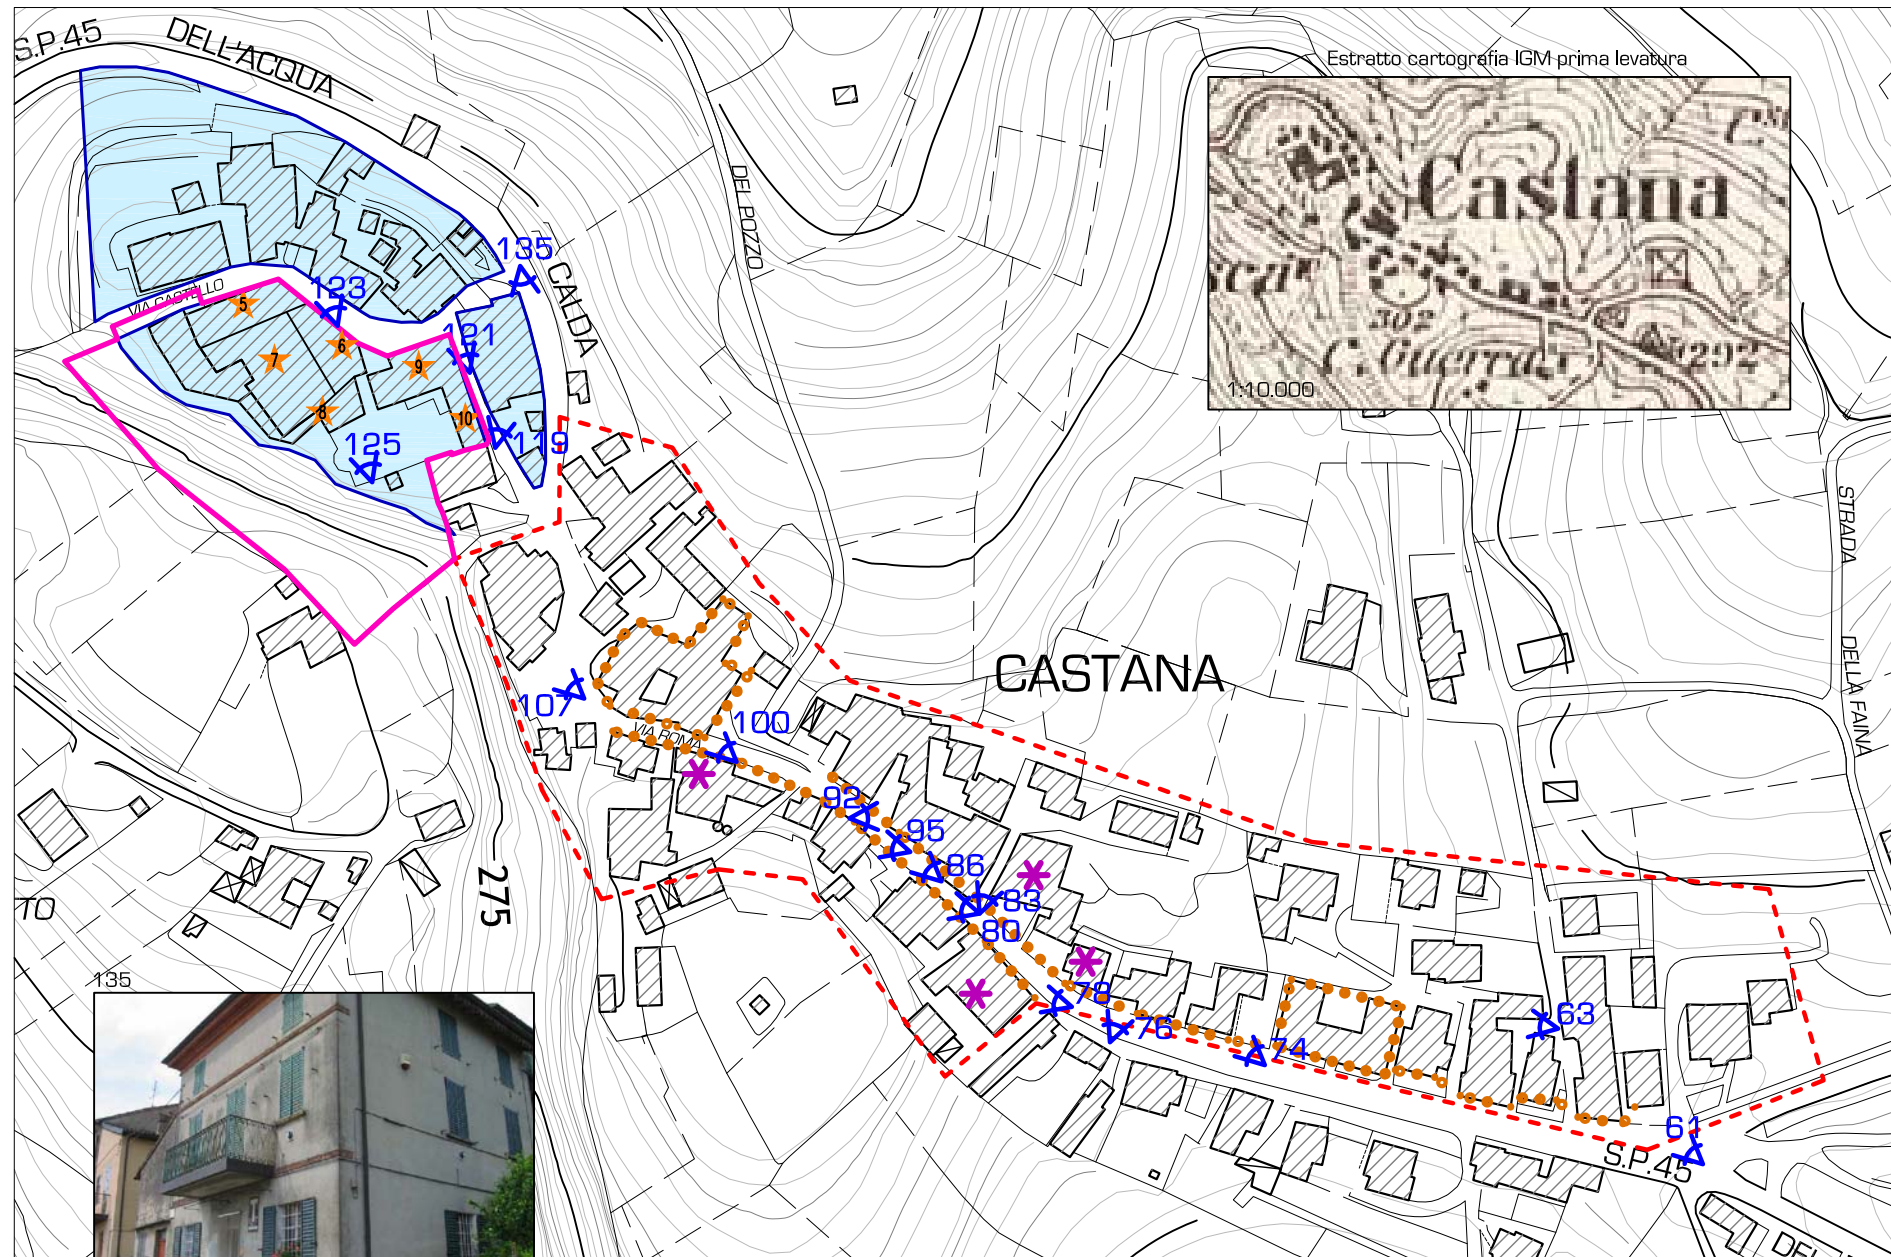 S.P.45
DELL'ACQUA
CALDA
DEL POZZO
Estratto cartografia IGM prima levatura
Castana
302
C. Guerra
292
1:10.000
135
123
VIA CASTELLO
5
121
6
7
9
8
10
119
125
STRADA
DELLA FAINA
CASTANA
107
100
VIA ROMA
92
95
86
83
80
275
TO
78
76
74
63
61
S.P.45
135